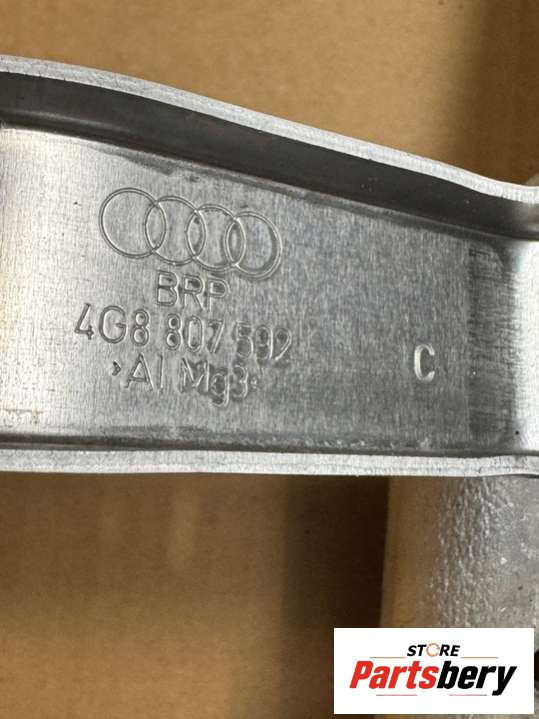 BRP
4G8 807 592 C
>Al Mg3<
STORE
Partsbery